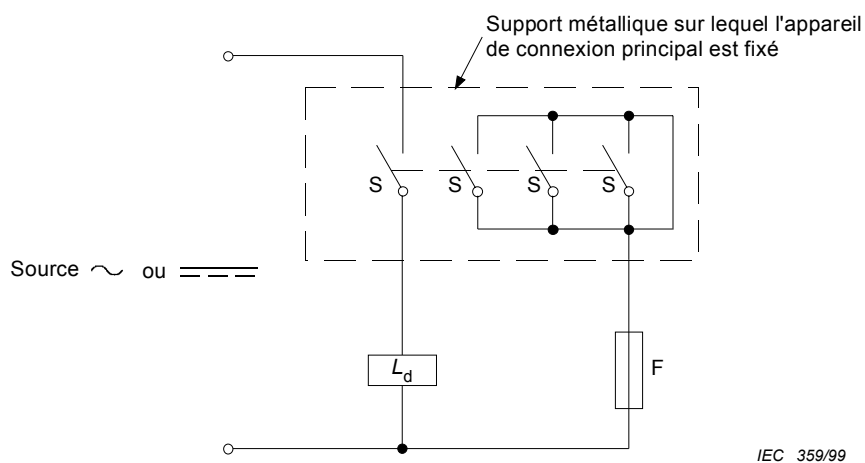 Support métallique sur lequel l'appareil
de connexion principal est fixé
S S S S
Source ~ ou
L_d
F
IEC 359/99